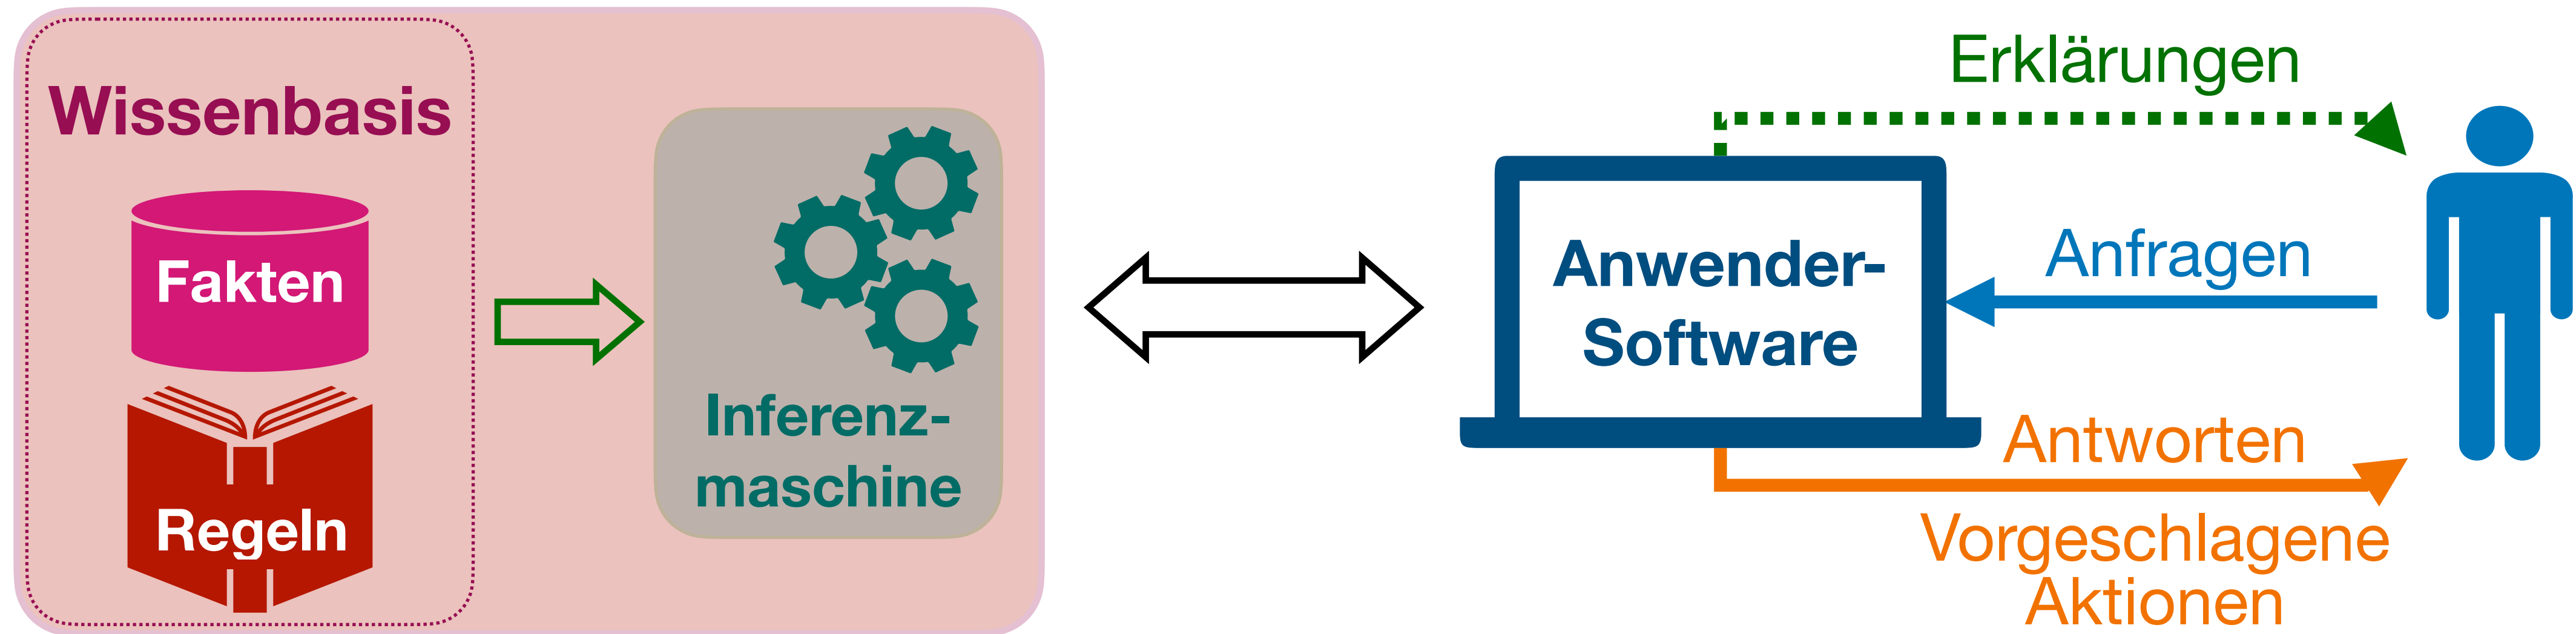 Wissenbasis
Fakten
Regeln
Inferenz-
maschine
Anwender-
Software
Erklärungen
Anfragen
Antworten
Vorgeschlagene
Aktionen